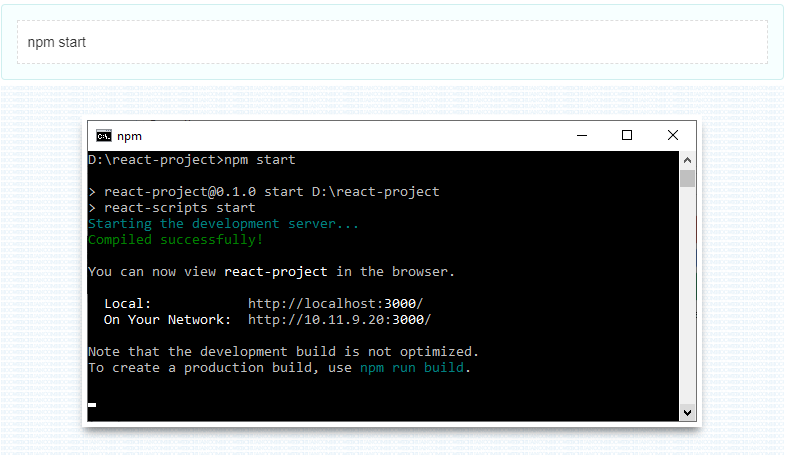 npm start
npm
D:\react-project>npm start
> react-project@0.1.0 start D:\react-project
> react-scripts start
Starting the development server...
Compiled successfully!
You can now view react-project in the browser.
Local: http://localhost:3000/
On Your Network: http://10.11.9.20:3000/
Note that the development build is not optimized.
To create a production build, use npm run build.